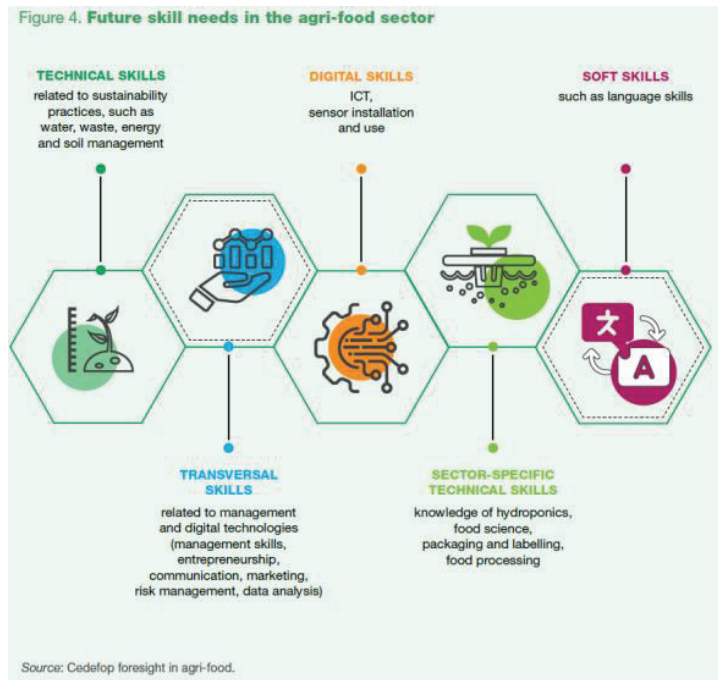 Figure 4. Future skill needs in the agri-food sector
TECHNICAL SKILLS
related to sustainability
practices, such as
water, waste, energy
and soil management
DIGITAL SKILLS
ICT,
sensor installation
and use
SOFT SKILLS
such as language skills
文
A
TRANSVERSAL
SKILLS
related to management
and digital technologies
(management skills,
entrepreneurship,
communication, marketing,
risk management, data analysis)
SECTOR-SPECIFIC
TECHNICAL SKILLS
knowledge of hydroponics,
food science,
packaging and labelling,
food processing
Source: Cedefop foresight in agri-food.